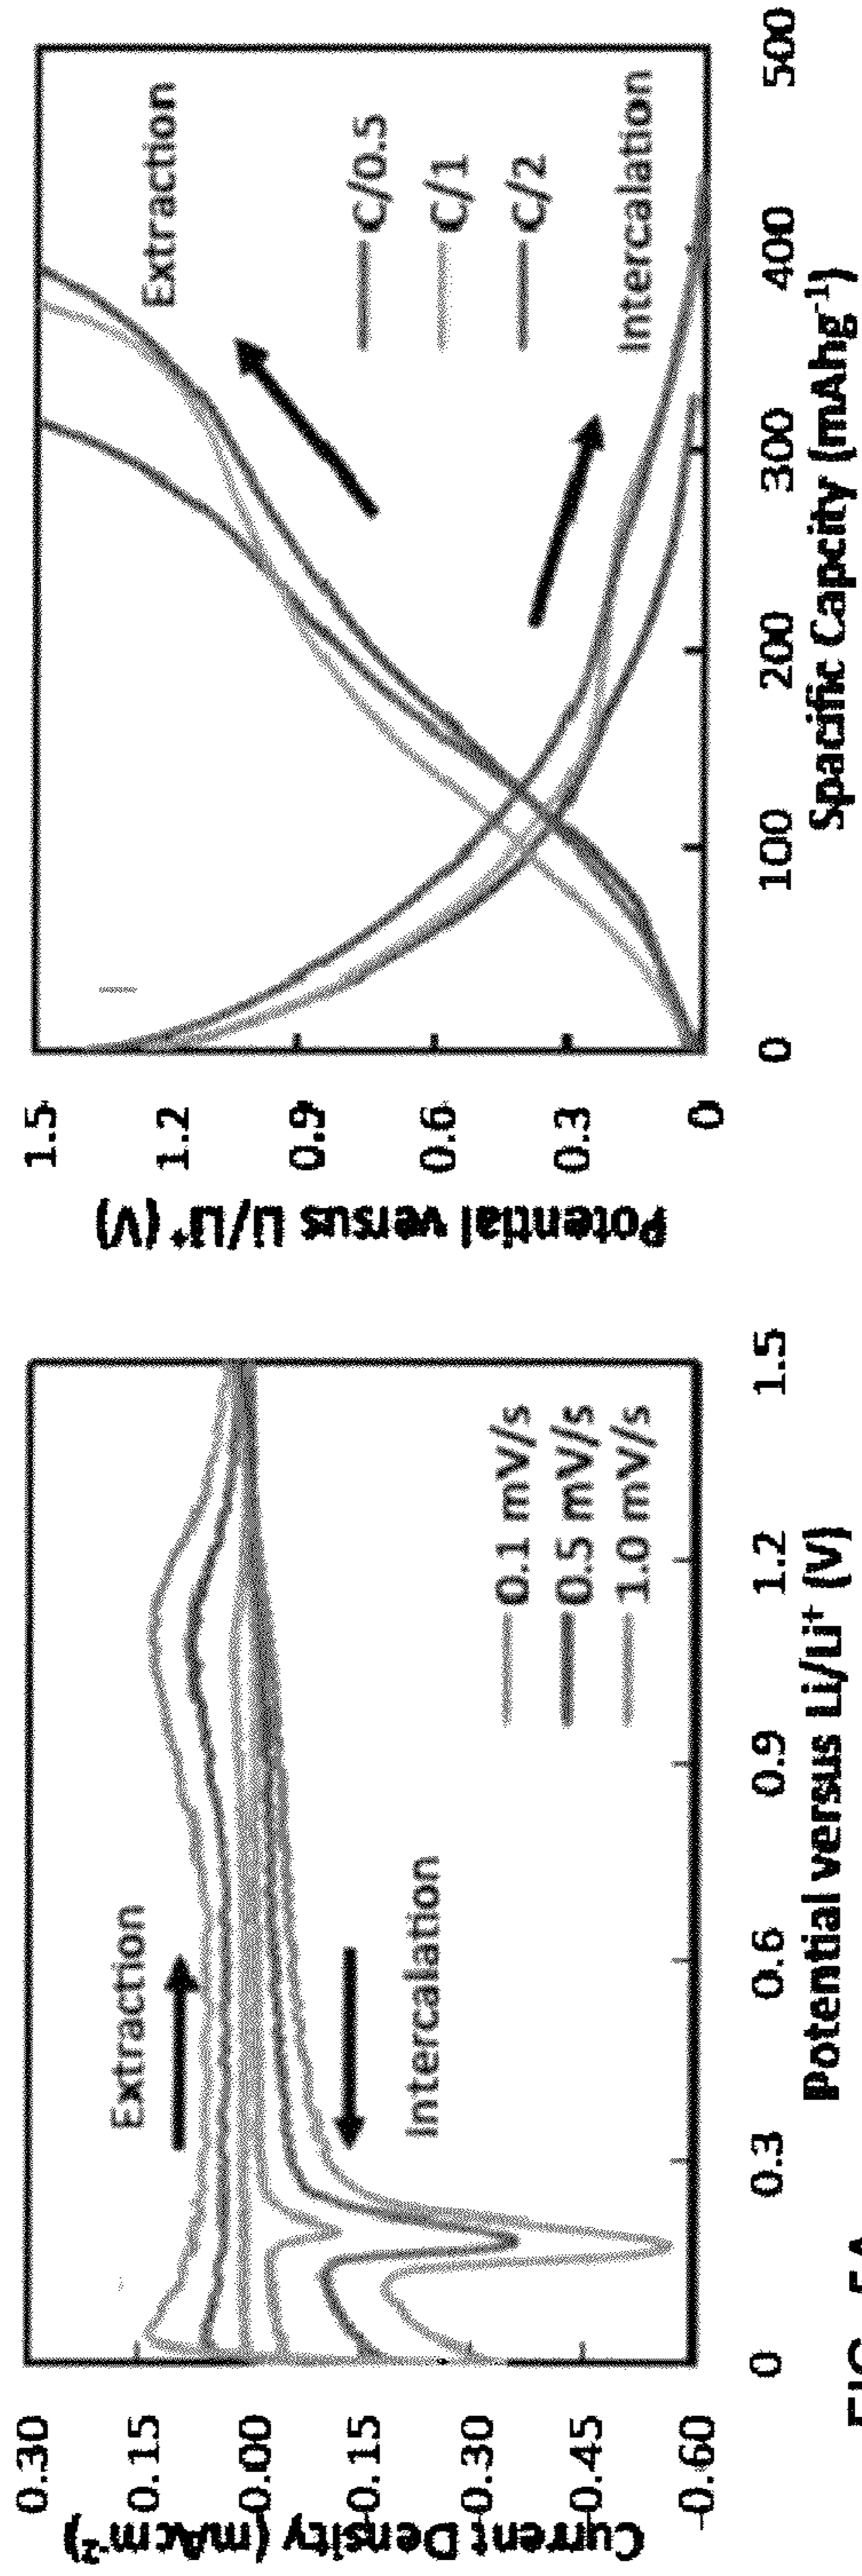 Current Density (mAcm-2)
0.30
0.15
0.00
-0.15
-0.30
-0.45
-0.60
Extraction
Intercalation
0.1 mV/s
0.5 mV/s
1.0 mV/s
0
0.3
0.6
0.9
1.2
1.5
Potential versus Li/Li+ (V)
Potential versus Li/Li+ (V)
1.5
1.2
0.9
0.6
0.3
0
Extraction
C/0.5
C/1
C/2
Intercalation
0
100
200
300
400
500
Spacific Capcity (mAhg-1)